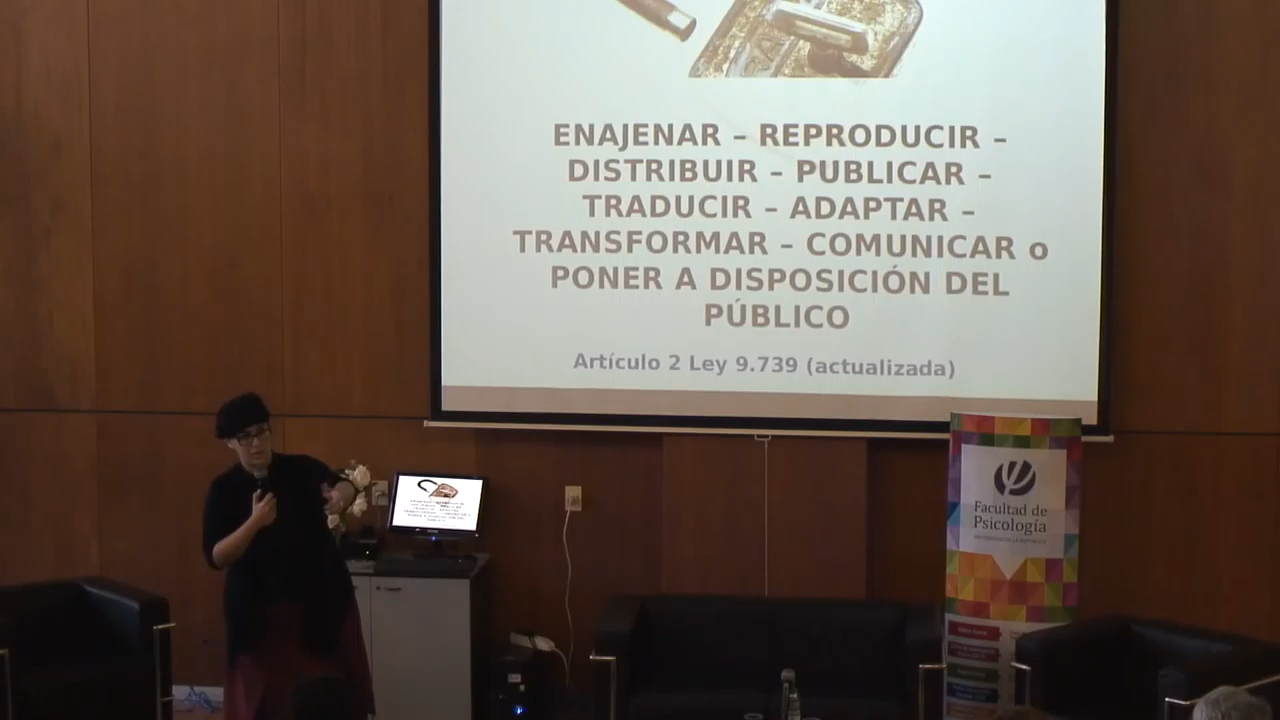 ENAJENAR – REPRODUCIR –
DISTRIBUIR – PUBLICAR –
TRADUCIR – ADAPTAR –
TRANSFORMAR – COMUNICAR o
PONER A DISPOSICIÓN DEL
PÚBLICO
Artículo 2 Ley 9.739 (actualizada)
Facultad de
Psicología